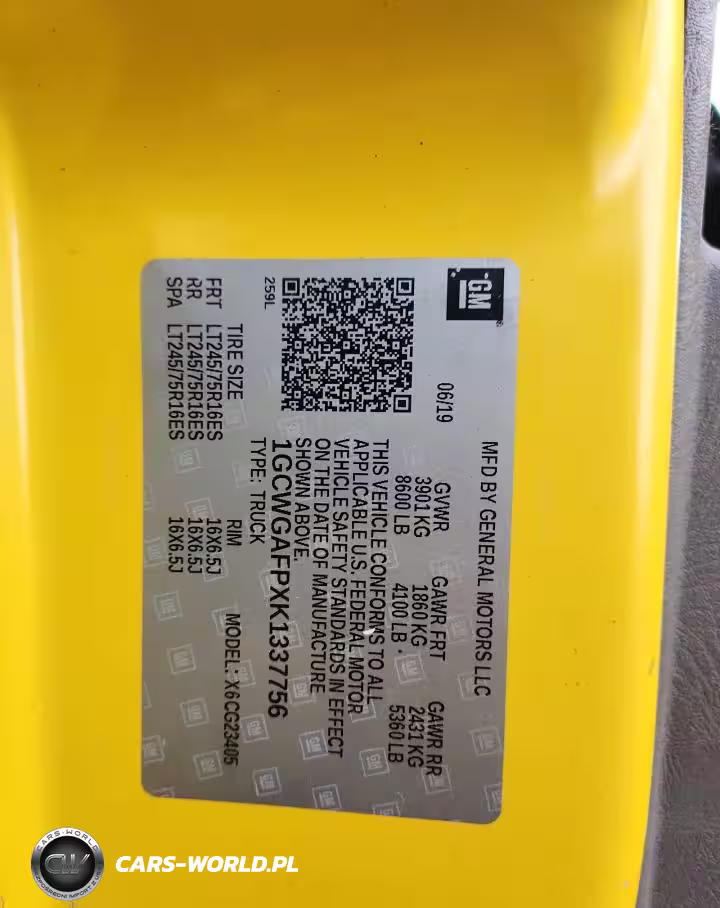 GM
MFD BY GENERAL MOTORS LLC
06/19
GVWR GAWR FRT GAWR RR
3901 KG 1860 KG 2431 KG
8600 LB 4100 LB 5360 LB
THIS VEHICLE CONFORMS TO ALL
APPLICABLE U.S. FEDERAL MOTOR
VEHICLE SAFETY STANDARDS IN EFFECT
ON THE DATE OF MANUFACTURE
SHOWN ABOVE.
1GCWGAFPXK1337756
259L
TYPE: TRUCK
MODEL: X6CG23405
TIRE SIZE RIM
FRT LT245/75R16ES 16X6.5J
RR LT245/75R16ES 16X6.5J
SPA LT245/75R16ES 16X6.5J
CARS-WORLD
CW
CARS-WORLD.PL